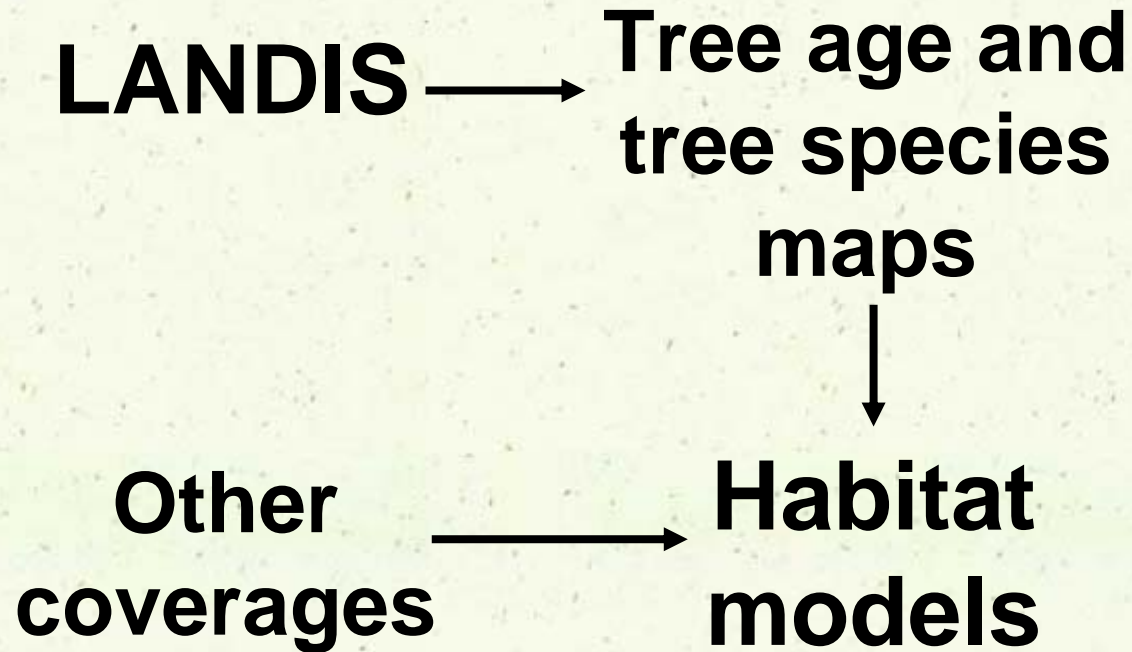 LANDIS
Tree age and
tree species
maps
Other
coverages
Habitat
models